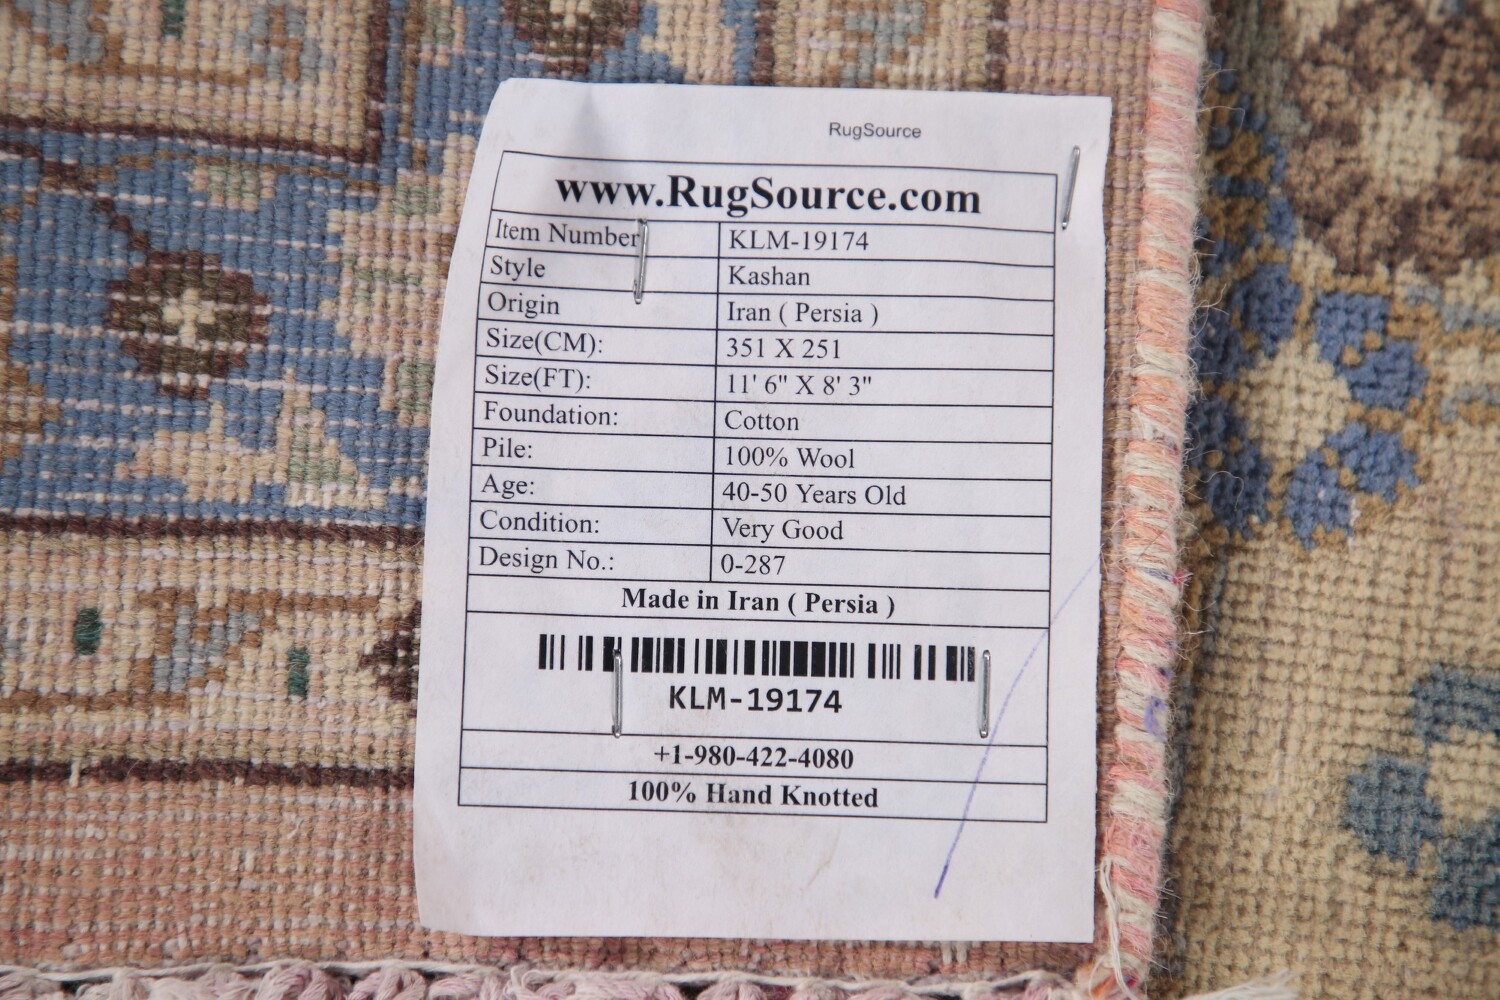 RugSource
www.RugSource.com
Item Number KLM-19174
Style Kashan
Origin Iran ( Persia )
Size(CM): 351 X 251
Size(FT): 11' 6" X 8' 3"
Foundation: Cotton
Pile: 100% Wool
Age: 40-50 Years Old
Condition: Very Good
Design No.: 0-287
Made in Iran ( Persia )
KLM-19174
+1-980-422-4080
100% Hand Knotted